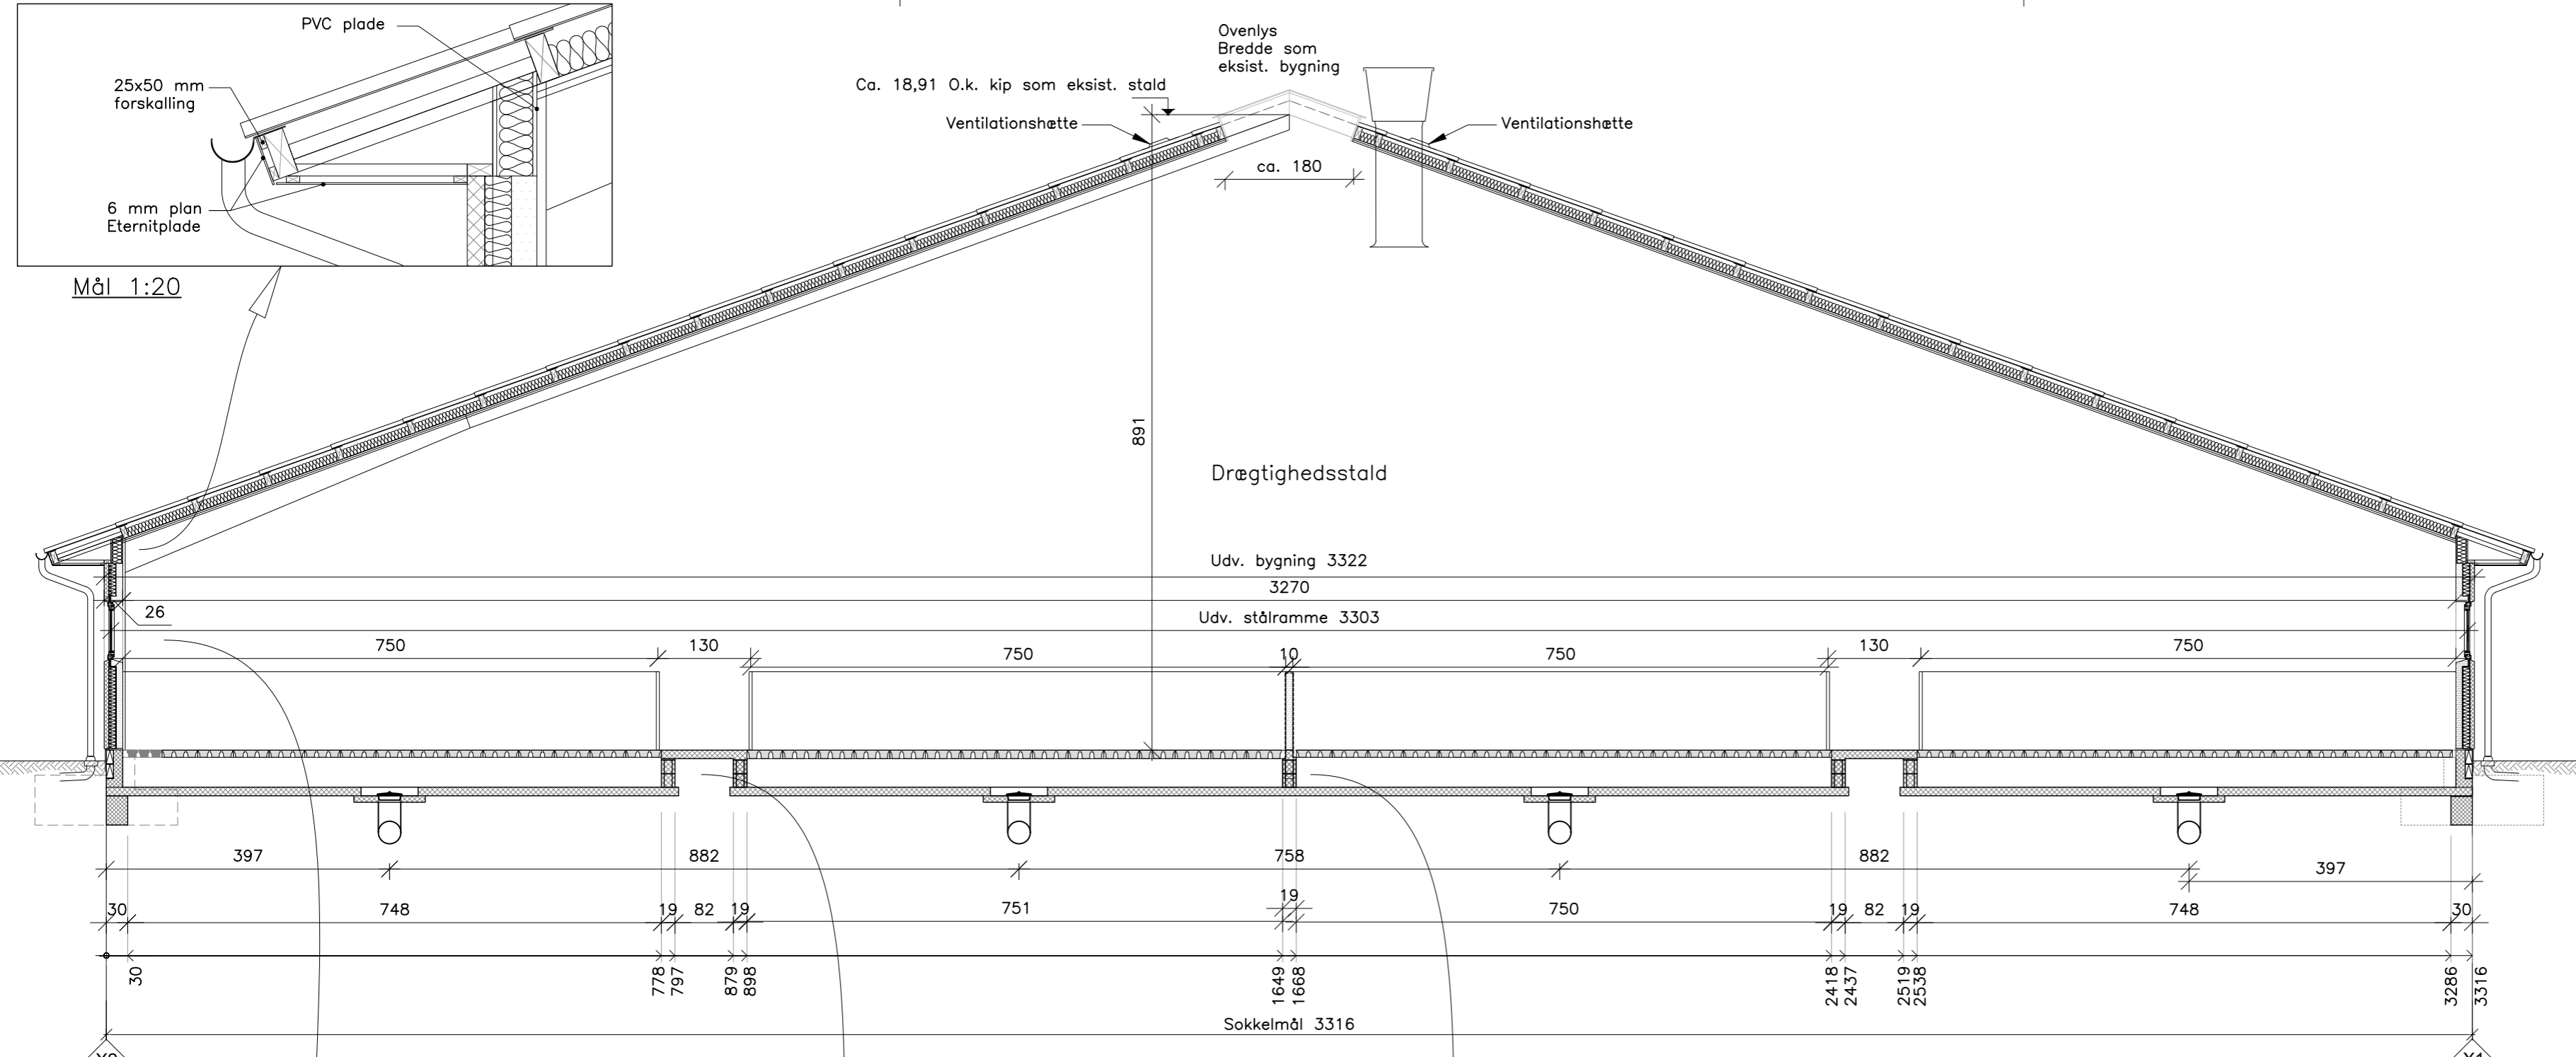 PVC plade
25x50 mm
forskalling
6 mm plan
Eternitplade
Mål 1:20
Ovenlys
Bredde som
eksist. bygning
Ca. 18,91 O.k. kip som eksist. stald
Ventilationshætte
Ventilationshætte
ca. 180
891
Drægtighedsstald
Udv. bygning 3322
3270
26
Udv. stålramme 3303
750
130
750
10
750
130
750
397
882
758
882
397
30
748
19
82
19
751
19
750
19
82
19
748
30
30
778
797
879
898
1649
1668
2418
2437
2519
2538
3286
3316
Sokkelmål 3316